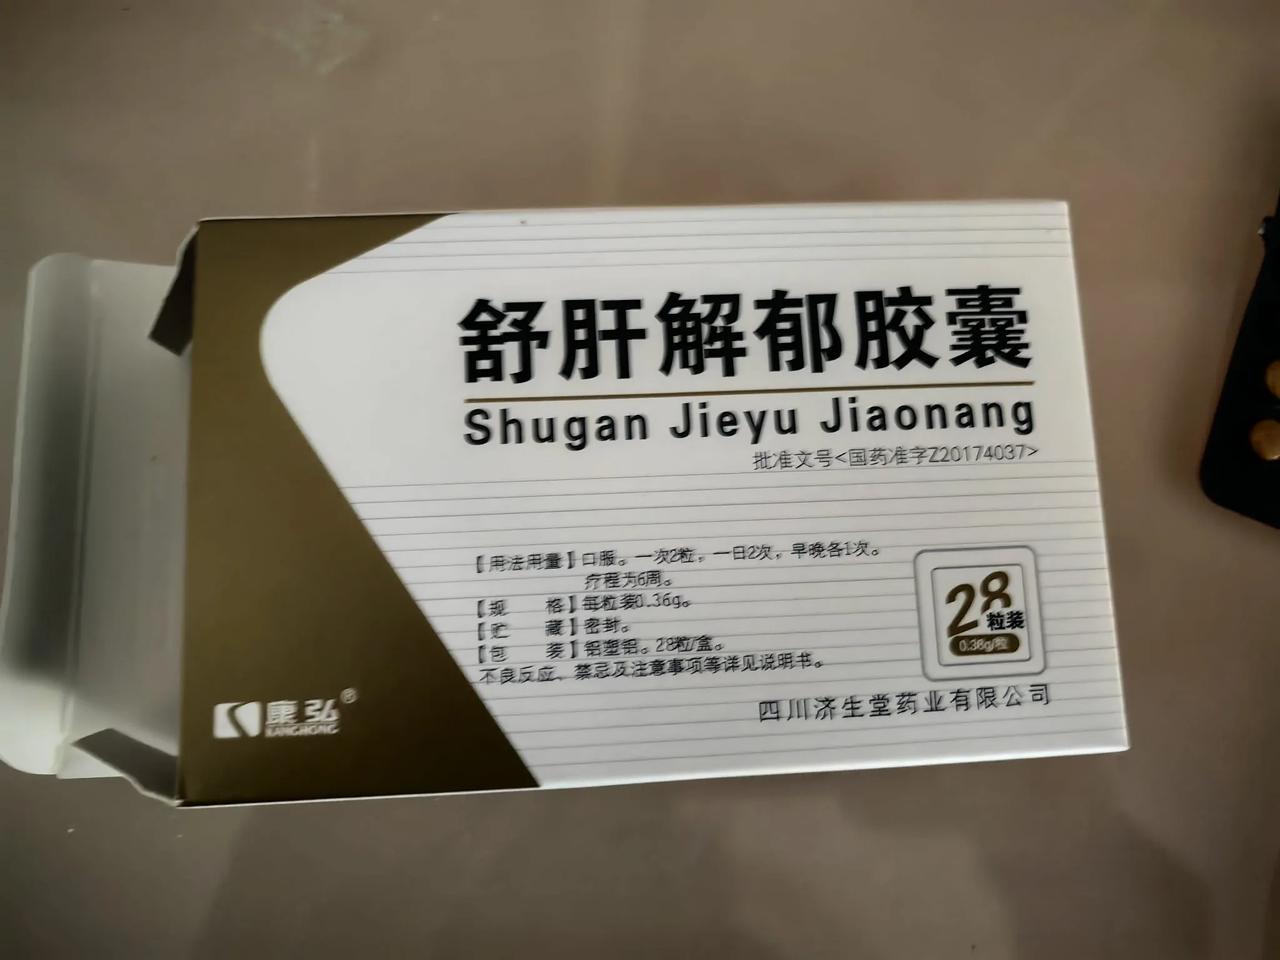 舒肝解郁胶囊
Shugan Jieyu Jiaonang
批准文号<国药准字Z20174037>
【用法用量】口服。一次2粒，一日2次，早晚各1次。
疗程为6周。
【规 格】每粒装0.36g。
【贮 藏】密封。
【包 装】铝塑铝。28粒/盒。
不良反应、禁忌及注意事项等详见说明书。
28
粒装
0.36g/粒
康弘®
KANGHONG
四川济生堂药业有限公司